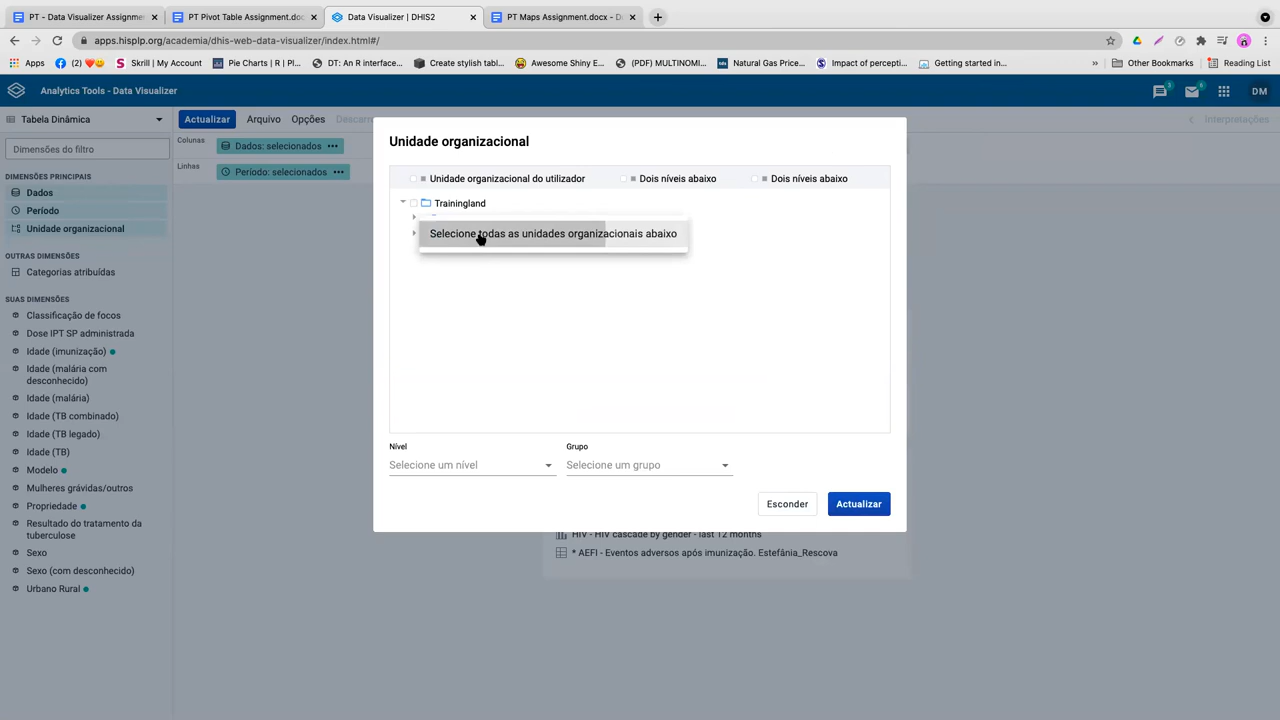 PT - Data Visualizer Assignme
PT Pivot Table Assignment.doc
Data Visualizer | DHIS2
PT Maps Assignment.docx - D
apps.hisplp.org/academia/dhis-web-data-visualizer/index.html#/
Apps
(2)
Skrill | My Account
Pie Charts | R | Pl...
DT: An R interface...
Create stylish tabl...
Awesome Shiny E...
(PDF) MULTINOMI...
Natural Gas Price...
Impact of percepti...
Getting started in...
Other Bookmarks
Reading List
Analytics Tools - Data Visualizer
DM
Tabela Dinâmica
Actualizar
Arquivo
Opções
Descarr
Interpretações
Dimensões do filtro
Colunas
Dados: selecionados
Linhas
Período: selecionados
DIMENSÕES PRINCIPAIS
Dados
Período
Unidade organizacional
OUTRAS DIMENSÕES
Categorias atribuídas
SUAS DIMENSÕES
Classificação de focos
Dose IPT SP administrada
Idade (imunização)
Idade (malária com
desconhecido)
Idade (malária)
Idade (TB combinado)
Idade (TB legado)
Idade (TB)
Modelo
Mulheres grávidas/outros
Propriedade
Resultado do tratamento da
tuberculose
Sexo
Sexo (com desconhecido)
Urbano Rural
Unidade organizacional
Unidade organizacional do utilizador
Dois níveis abaixo
Dois níveis abaixo
Trainingland
Selecione todas as unidades organizacionais abaixo
Nível
Selecione um nível
Grupo
Selecione um grupo
Esconder
Actualizar
HIV - HIV cascade by gender - last 12 months
* AEFI - Eventos adversos após imunização. Estefânia_Rescova